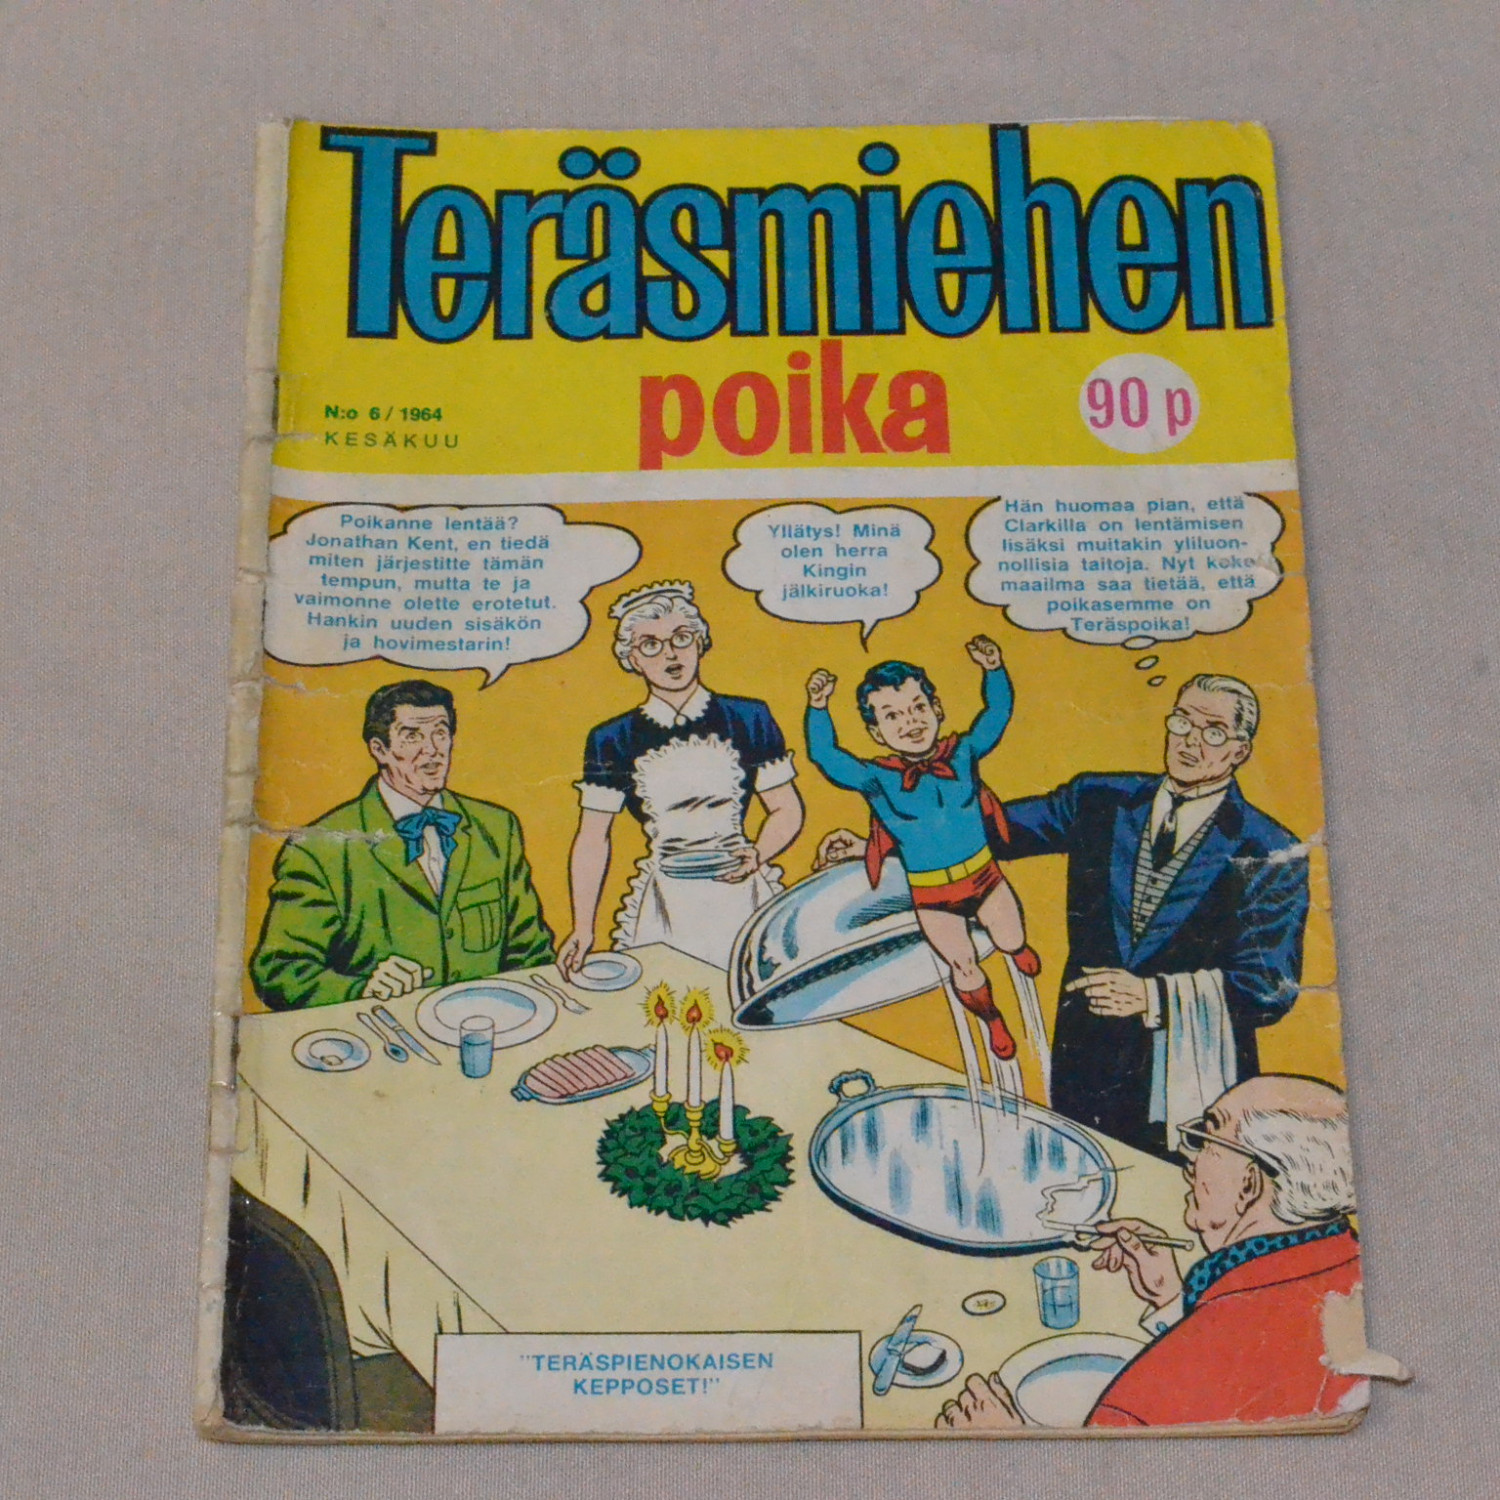 Teräsmiehen
poika
90 p
N:o 6/1964
KESÄKUU
Poikanne lentää?
Jonathan Kent, en tiedä
miten järjestitte tämän
tempun, mutta te ja
vaimonne olette erotetut.
Hankin uuden sisäkön
ja hovimestarin!
Yllätys! Minä
olen herra
Kingin
jälkiruoka!
Hän huomaa pian, että
Clarkilla on lentämisen
lisäksi muitakin yliluon-
nollisia taitoja. Nyt koko
maailma saa tietää, että
poikasemme on
Teräspoika!
"TERÄSPIENOKAISEN
KEPPOSET!"